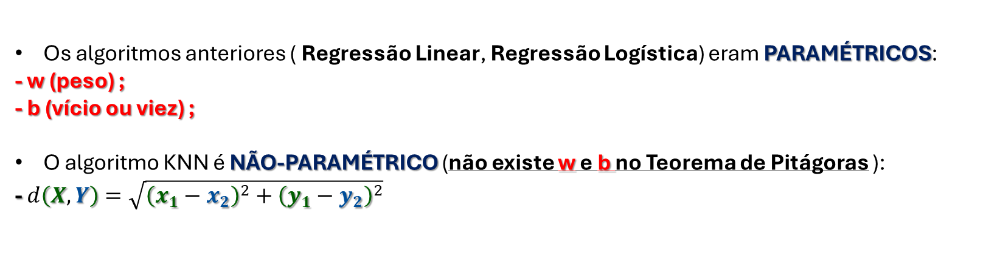 • Os algoritmos anteriores ( Regressão Linear, Regressão Logística) eram PARAMÉTRICOS:
- w (peso) ;
- b (vício ou viez) ;
• O algoritmo KNN é NÃO-PARAMÉTRICO (não existe w e b no Teorema de Pitágoras ):
- d(X, Y) = √(x₁ − x₂)² + (y₁ − y₂)²